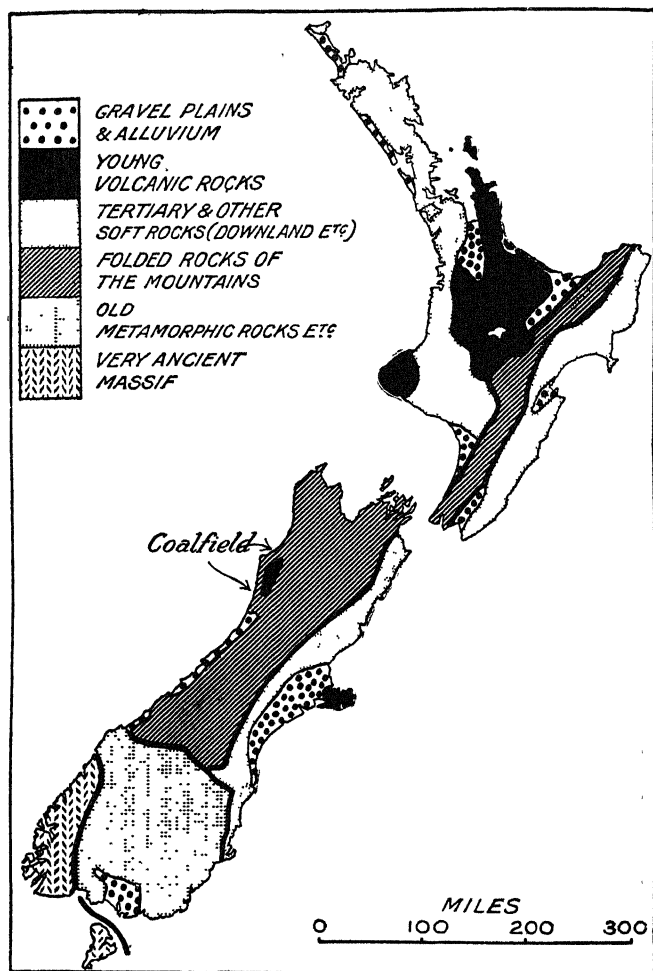 GRAVEL PLAINS
& ALLUVIUM
YOUNG
VOLCANIC ROCKS
TERTIARY & OTHER
SOFT ROCKS (DOWNLAND ETC)
FOLDED ROCKS OF
THE MOUNTAINS
OLD
METAMORPHIC ROCKS ETC
VERY ANCIENT
MASSIF
Coalfield
MILES
0 100 200 300